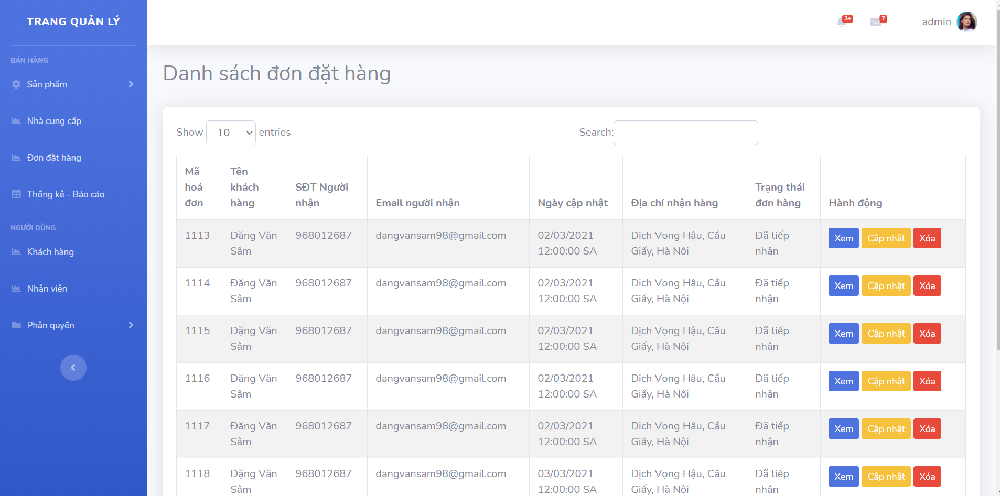 TRANG QUẢN LÝ
3+
7
admin
BÁN HÀNG
Sản phẩm
Nhà cung cấp
Đơn đặt hàng
Thống kê - Báo cáo
NGƯỜI DÙNG
Khách hàng
Nhân viên
Phân quyền
Danh sách đơn đặt hàng
Show 10 entries
Search:
Mã hoá đơn
Tên khách hàng
SĐT Người nhận
Email người nhận
Ngày cập nhật
Địa chỉ nhận hàng
Trạng thái đơn hàng
Hành động
1113 Đặng Văn 968012687 dangvansam98@gmail.com 02/03/2021 Dịch Vọng Hậu, Cầu Đã tiếp Xem Cập nhật Xóa
Sâm 12:00:00 SA Giấy, Hà Nội nhận
1114 Đặng Văn 968012687 dangvansam98@gmail.com 02/03/2021 Dịch Vọng Hậu, Cầu Đã tiếp Xem Cập nhật Xóa
Sâm 12:00:00 SA Giấy, Hà Nội nhận
1115 Đặng Văn 968012687 dangvansam98@gmail.com 02/03/2021 Dịch Vọng Hậu, Cầu Đã tiếp Xem Cập nhật Xóa
Sâm 12:00:00 SA Giấy, Hà Nội nhận
1116 Đặng Văn 968012687 dangvansam98@gmail.com 02/03/2021 Dịch Vọng Hậu, Cầu Đã tiếp Xem Cập nhật Xóa
Sâm 12:00:00 SA Giấy, Hà Nội nhận
1117 Đặng Văn 968012687 dangvansam98@gmail.com 02/03/2021 Dịch Vọng Hậu, Cầu Đã tiếp Xem Cập nhật Xóa
Sâm 12:00:00 SA Giấy, Hà Nội nhận
1118 Đặng Văn 968012687 dangvansam98@gmail.com 03/03/2021 Dịch Vọng Hậu, Cầu Đã tiếp Xem Cập nhật Xóa
Sâm 12:00:00 SA Giấy, Hà Nội nhận